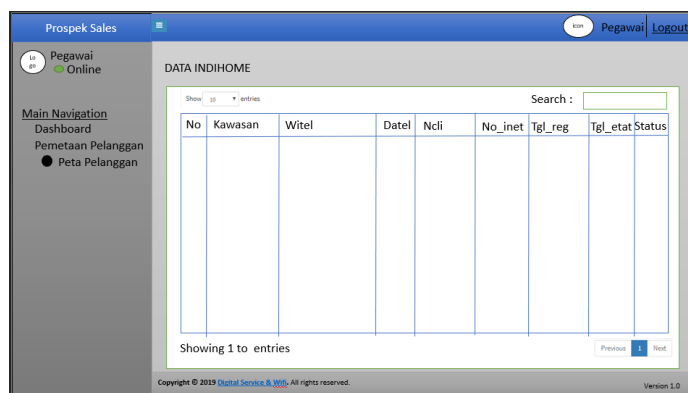 Prospek Sales
icon Pegawai Logout
Lo
go
Pegawai
Online
Main Navigation
Dashboard
Pemetaan Pelanggan
Peta Pelanggan
DATA INDIHOME
Show 10 entries
Search :
No Kawasan Witel Datel Ncli No_inet Tgl_reg Tgl_etat Status
Showing 1 to entries
Previous 1 Next
Copyright © 2019 Digital Service & Wifi. All rights reserved.
Version 1.0